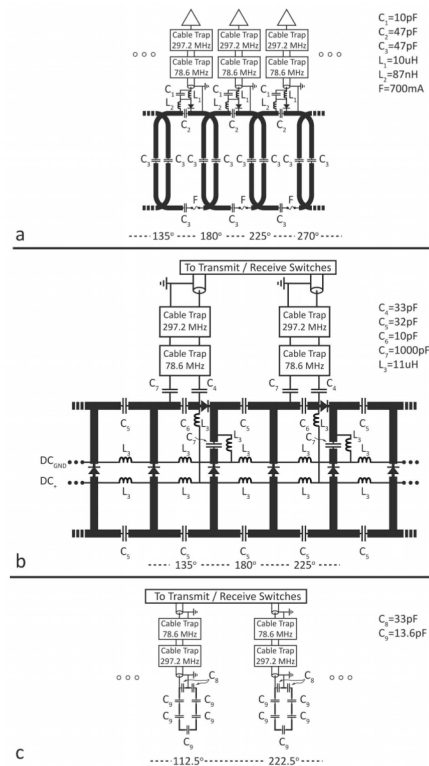 Cable Trap Cable Trap Cable Trap
297.2 MHz 297.2 MHz 297.2 MHz
Cable Trap Cable Trap Cable Trap
78.6 MHz 78.6 MHz 78.6 MHz
C₁ L₁ C₁ L₁ C₁ L₁
L₂ L₂ L₂
C₂ C₂ C₂
C₃ C₃ C₃ C₃ C₃ C₃ C₃ C₃
F F F
C₃ C₃ C₃
C₁=10pF
C₂=47pF
C₃=47pF
L₁=10uH
L₂=87nH
F=700mA
a
-----135°---- 180°---- 225°---- 270°----
To Transmit / Receive Switches
Cable Trap Cable Trap
297.2 MHz 297.2 MHz
Cable Trap Cable Trap
78.6 MHz 78.6 MHz
C₇ C₄ C₇ C₄
C₄=33pF
C₅=32pF
C₆=10pF
C₇=1000pF
L₃=11uH
C₅ C₆ L₃ C₅ C₆ L₃ C₅
C₇ L₃ C₇ L₃
L₃ L₃ L₃ L₃ L₃
DC_GND
DC₊
L₃ L₃ L₃ L₃ L₃
C₅ C₅ C₅ C₅ C₅
b
--------135°-------- 180°-------- 225°--------
To Transmit / Receive Switches
Cable Trap Cable Trap
78.6 MHz 78.6 MHz
Cable Trap Cable Trap
297.2 MHz 297.2 MHz
C₈ C₈
C₉ C₉ C₉ C₉
C₉ C₉ C₉ C₉
C₉ C₉
C₈=33pF
C₉=13.6pF
c
--------112.5°---------------- 222.5°--------